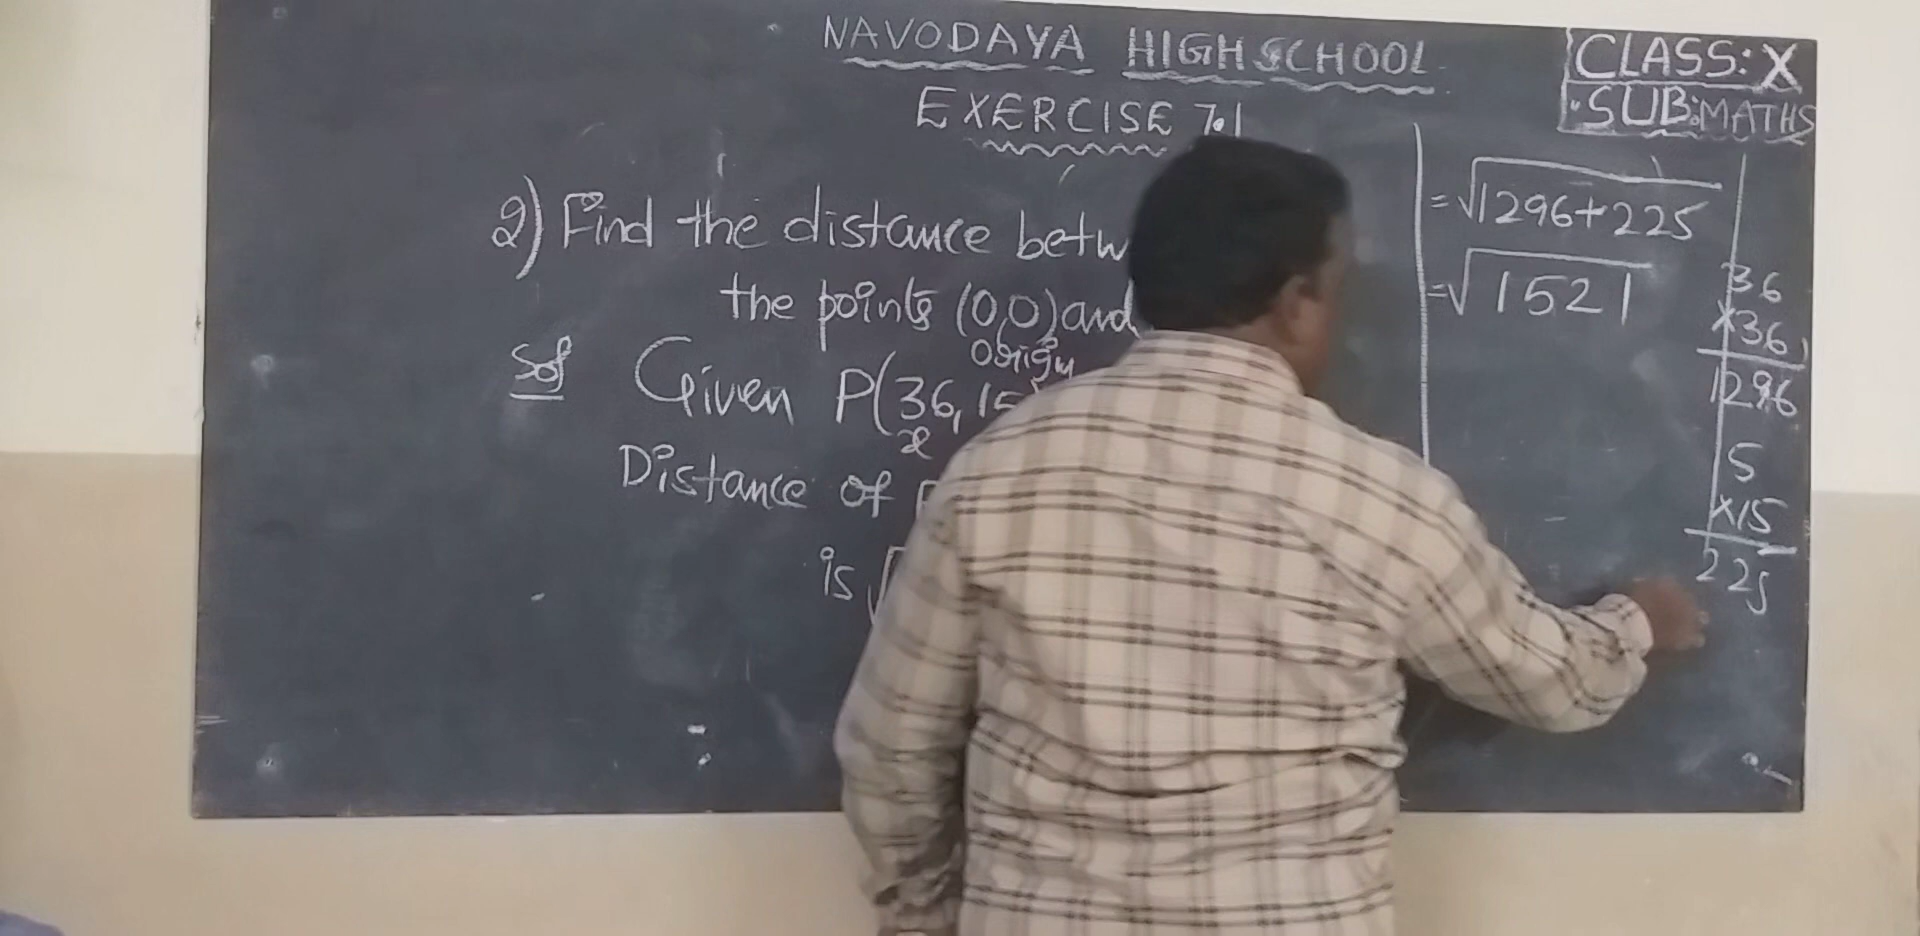 NAVODAYA HIGH SCHOOL
CLASS: X
SUB: MATHS
EXERCISE 7.1
2) Find the distance betw
the points (0,0) and
origin
Sol Given P(36, 15
x
Distance of
is √
= √1296+225
= √1521
36
×36
1296
5
×15
225